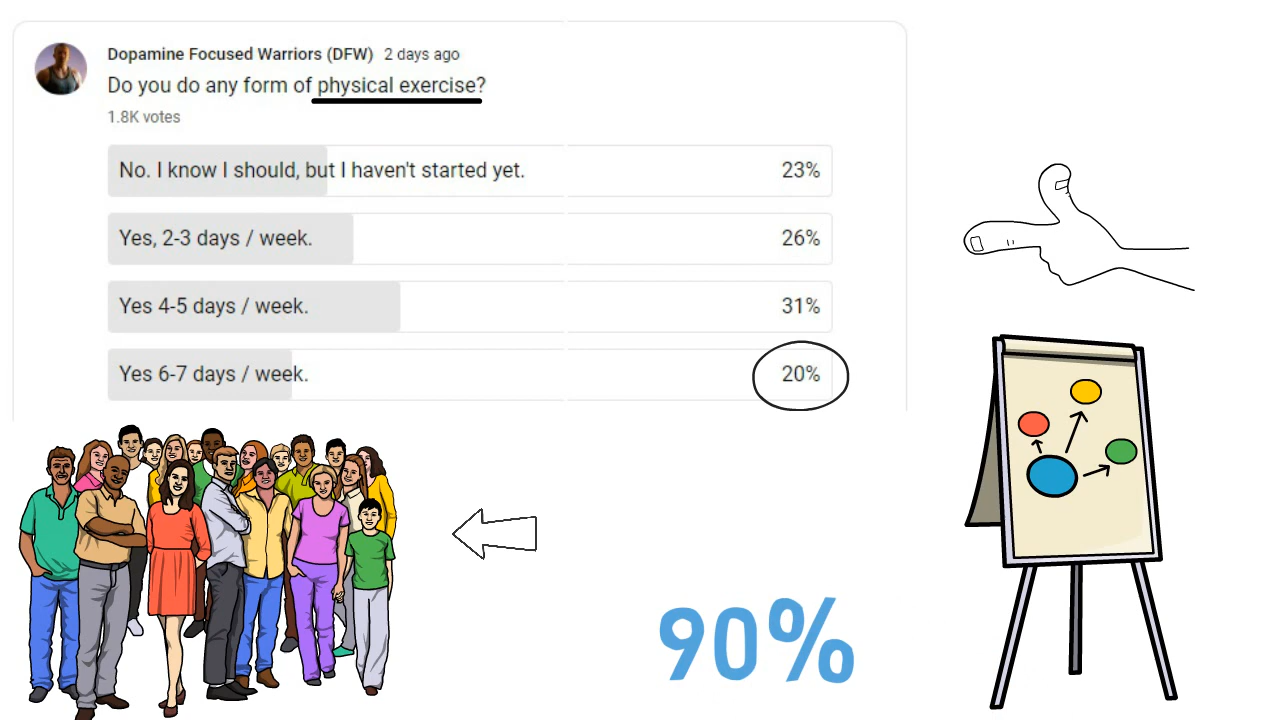 Dopamine Focused Warriors (DFW) 2 days ago
Do you do any form of physical exercise?
1.8K votes
No. I know I should, but I haven't started yet. 23%
Yes, 2-3 days / week. 26%
Yes 4-5 days / week. 31%
Yes 6-7 days / week. 20%
90%